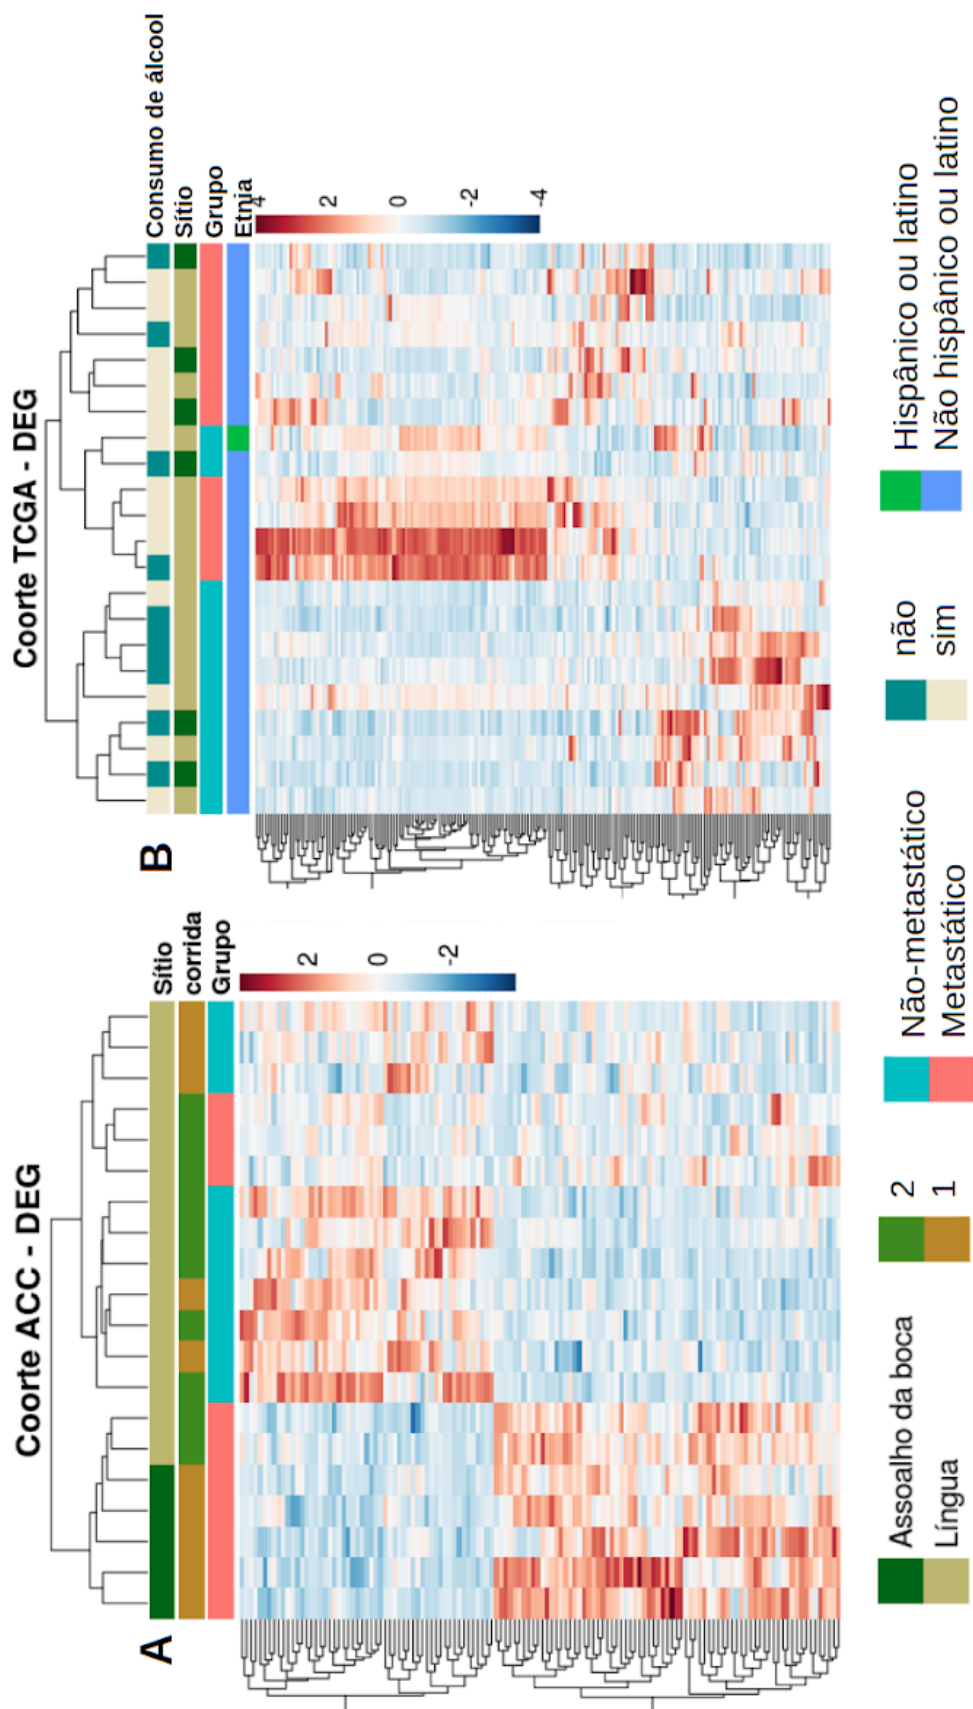 A
Coorte ACC - DEG
Sítio
corrida
Grupo
2
0
-2
B
Coorte TCGA - DEG
Consumo de álcool
Sítio
Grupo
Etnia
4
2
0
-2
-4
Assoalho da boca
Língua
2
1
Não-metastático
Metastático
não
sim
Hispânico ou latino
Não hispânico ou latino